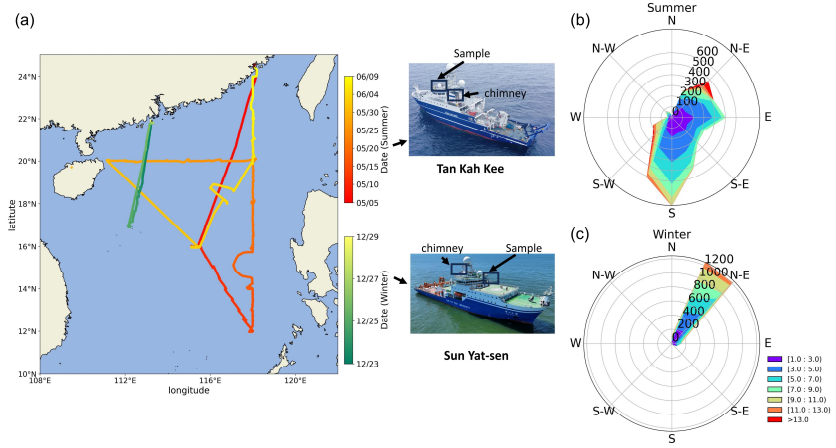 (a)
24°N
22°N
20°N
18°N
16°N
14°N
12°N
10°N
108°E
112°E
116°E
120°E
latitude
longitude
06/09
06/04
05/30
05/25
05/20
05/15
05/10
05/05
Date (Summer)
12/29
12/27
12/25
12/23
Date (Winter
Sample
chimney
Tan Kah Kee
chimney
Sample
Sun Yat-sen
(b)
Summer
N
N-W
600
500
400
300
200
100
0
W
E
S-W
S-E
S
(c)
Winter
N
N-W
1200
1000
N-E
800
600
400
200
0
W
E
S-W
S-E
S
[1.0 : 3.0)
[3.0 : 5.0)
[5.0 : 7.0)
[7.0 : 9.0)
[9.0 : 11.0)
[11.0 : 13.0)
>13.0
N-E